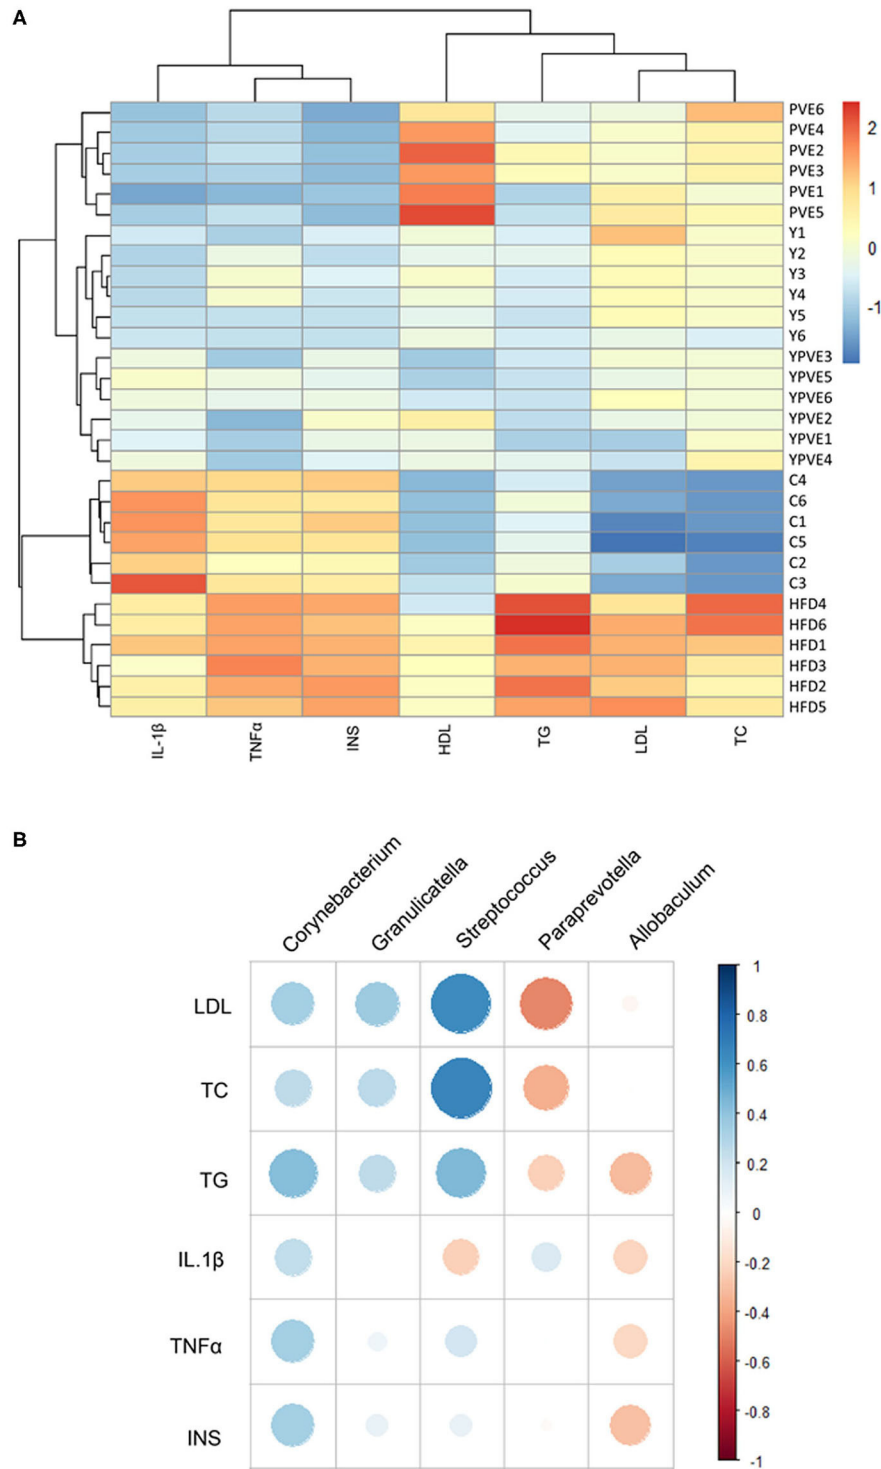 A
PVE6
PVE4
PVE2
PVE3
PVE1
PVE5
Y1
Y2
Y3
Y4
Y5
Y6
YPVE3
YPVE5
YPVE6
YPVE2
YPVE1
YPVE4
C4
C6
C1
C5
C2
C3
HFD4
HFD6
HFD1
HFD3
HFD2
HFD5
2
1
0
-1
IL-1β TNFα INS HDL TG LDL TC
B
Corynebacterium Granulicatella Streptococcus Paraprevotella Allobaculum
LDL
TC
TG
IL.1β
TNFα
INS
1
0.8
0.6
0.4
0.2
0
-0.2
-0.4
-0.6
-0.8
-1